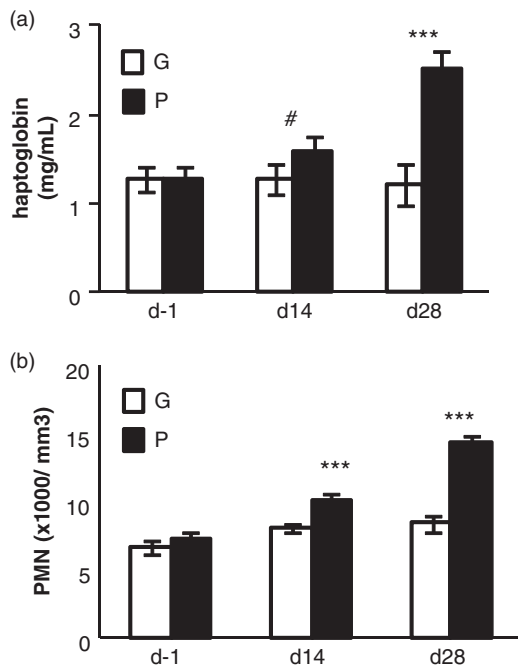 (a)
3
2
1
0
haptoglobin
(mg/mL)
G
P
#
***
d-1
d14
d28
(b)
20
15
10
5
0
PMN (x1000/ mm3)
G
P
***
***
d-1
d14
d28